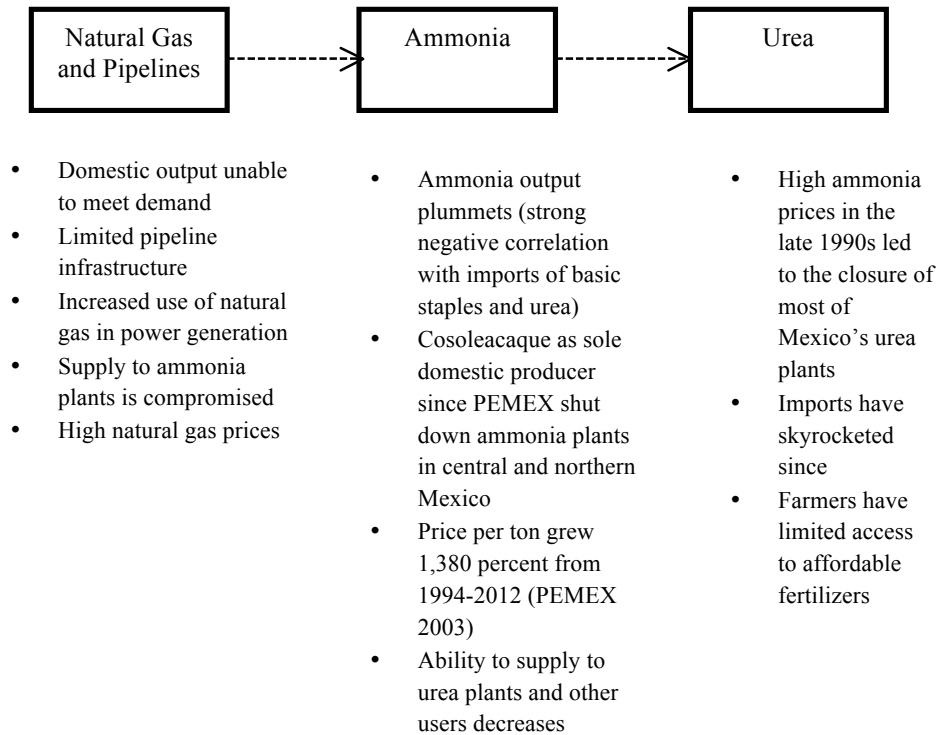 Natural Gas
and Pipelines
Ammonia
Urea
• Domestic output unable
to meet demand
• Limited pipeline
infrastructure
• Increased use of natural
gas in power generation
• Supply to ammonia
plants is compromised
• High natural gas prices
• Ammonia output
plummets (strong
negative correlation
with imports of basic
staples and urea)
• Cosoleacaque as sole
domestic producer
since PEMEX shut
down ammonia plants
in central and northern
Mexico
• Price per ton grew
1,380 percent from
1994-2012 (PEMEX
2003)
• Ability to supply to
urea plants and other
users decreases
• High ammonia
prices in the
late 1990s led
to the closure of
most of
Mexico’s urea
plants
• Imports have
skyrocketed
since
• Farmers have
limited access
to affordable
fertilizers